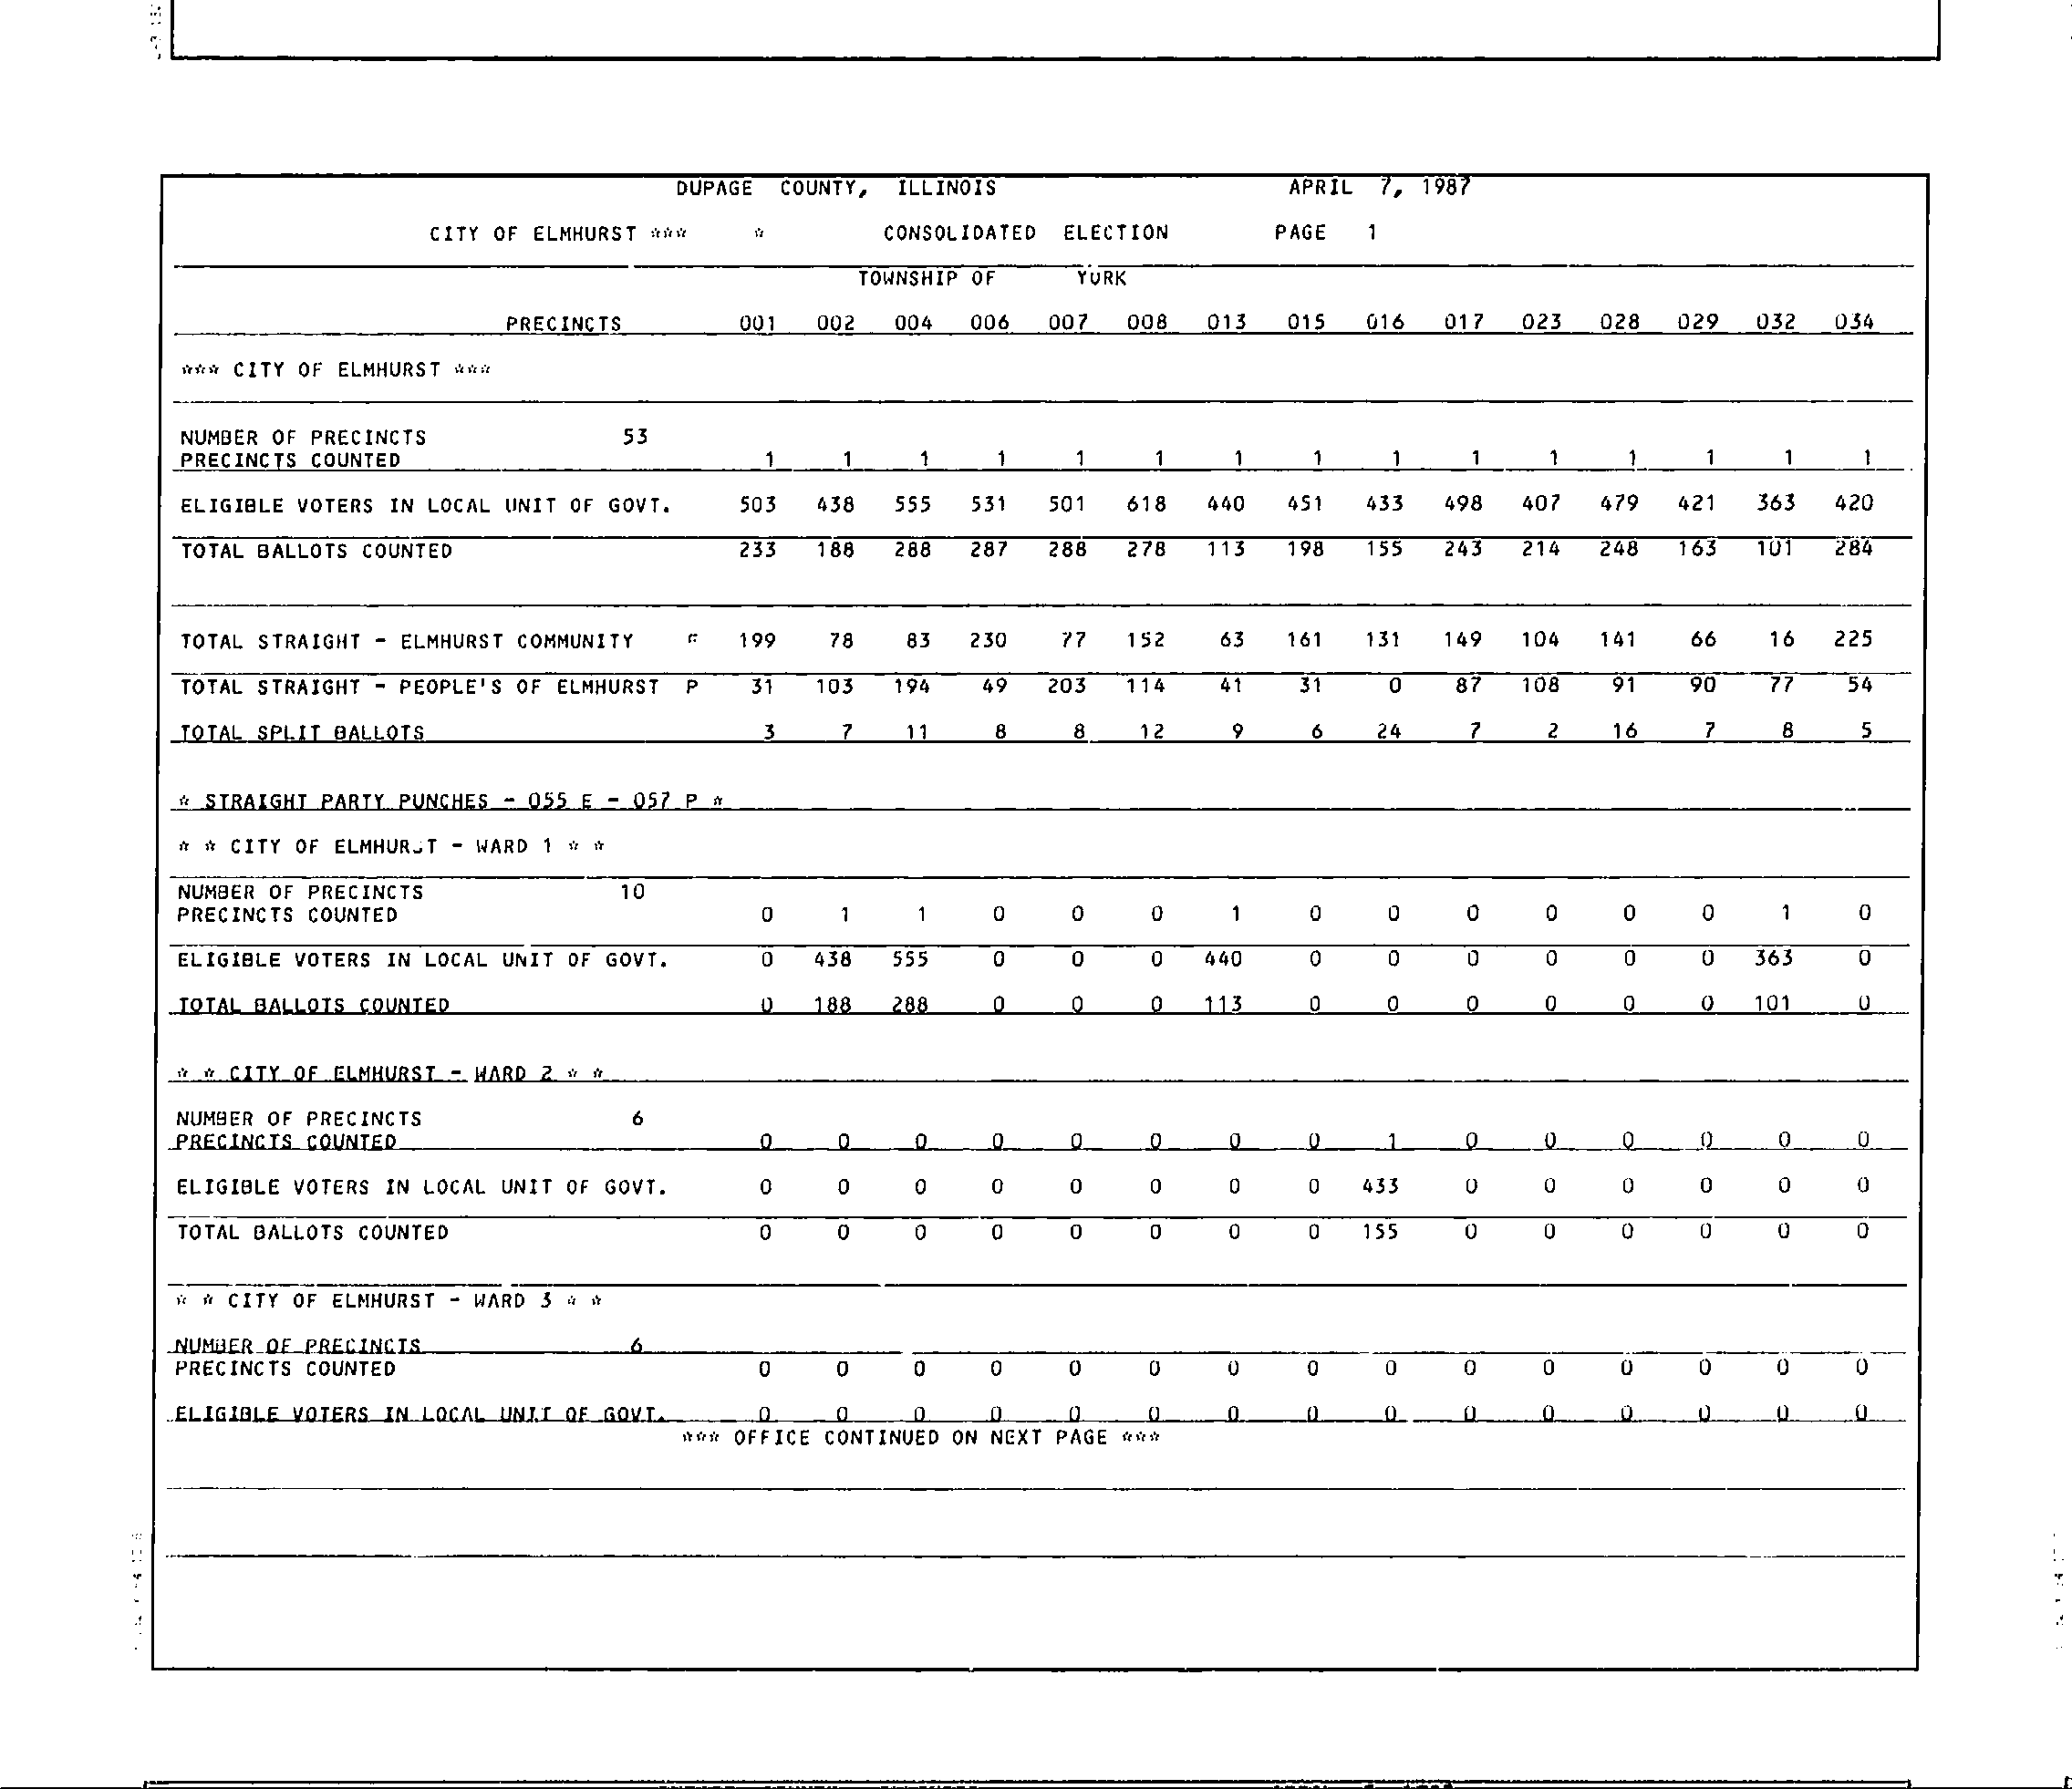 DUPAGE COUNTY, ILLINOIS APRIL 7, 1987
CITY OF ELMHURST *** * CONSOLIDATED ELECTION PAGE 1
TOWNSHIP OF YORK
PRECINCTS 001 002 004 006 007 008 013 015 016 017 023 028 029 032 034
*** CITY OF ELMHURST ***
NUMBER OF PRECINCTS 53
PRECINCTS COUNTED 1 1 1 1 1 1 1 1 1 1 1 1 1 1 1
ELIGIBLE VOTERS IN LOCAL UNIT OF GOVT. 503 438 555 531 501 618 440 451 433 498 407 479 421 363 420
TOTAL BALLOTS COUNTED 233 188 288 287 288 278 113 198 155 243 214 248 163 101 284
TOTAL STRAIGHT - ELMHURST COMMUNITY 199 78 83 230 77 152 63 161 131 149 104 141 66 16 225
TOTAL STRAIGHT - PEOPLE'S OF ELMHURST P 31 103 194 49 203 114 41 31 0 87 108 91 90 77 54
TOTAL SPLIT BALLOTS 3 7 11 8 8 12 9 6 24 7 2 16 7 8 5
* STRAIGHT PARTY PUNCHES - 055 E - 057 P *
* * CITY OF ELMHURST - WARD 1 * *
NUMBER OF PRECINCTS 10
PRECINCTS COUNTED 0 1 1 0 0 0 1 0 0 0 0 0 0 1 0
ELIGIBLE VOTERS IN LOCAL UNIT OF GOVT. 0 438 555 0 0 0 440 0 0 0 0 0 0 363 0
TOTAL BALLOTS COUNTED 0 188 288 0 0 0 113 0 0 0 0 0 0 101 0
* * CITY OF ELMHURST - WARD 2 * *
NUMBER OF PRECINCTS 6
PRECINCTS COUNTED 0 0 0 0 0 0 0 0 1 0 0 0 0 0 0
ELIGIBLE VOTERS IN LOCAL UNIT OF GOVT. 0 0 0 0 0 0 0 0 433 0 0 0 0 0 0
TOTAL BALLOTS COUNTED 0 0 0 0 0 0 0 0 155 0 0 0 0 0 0
* * CITY OF ELMHURST - WARD 3 * *
NUMBER OF PRECINCTS 6
PRECINCTS COUNTED 0 0 0 0 0 0 0 0 0 0 0 0 0 0 0
ELIGIBLE VOTERS IN LOCAL UNIT OF GOVT. 0 0 0 0 0 0 0 0 0 0 0 0 0 0 0
*** OFFICE CONTINUED ON NEXT PAGE ***